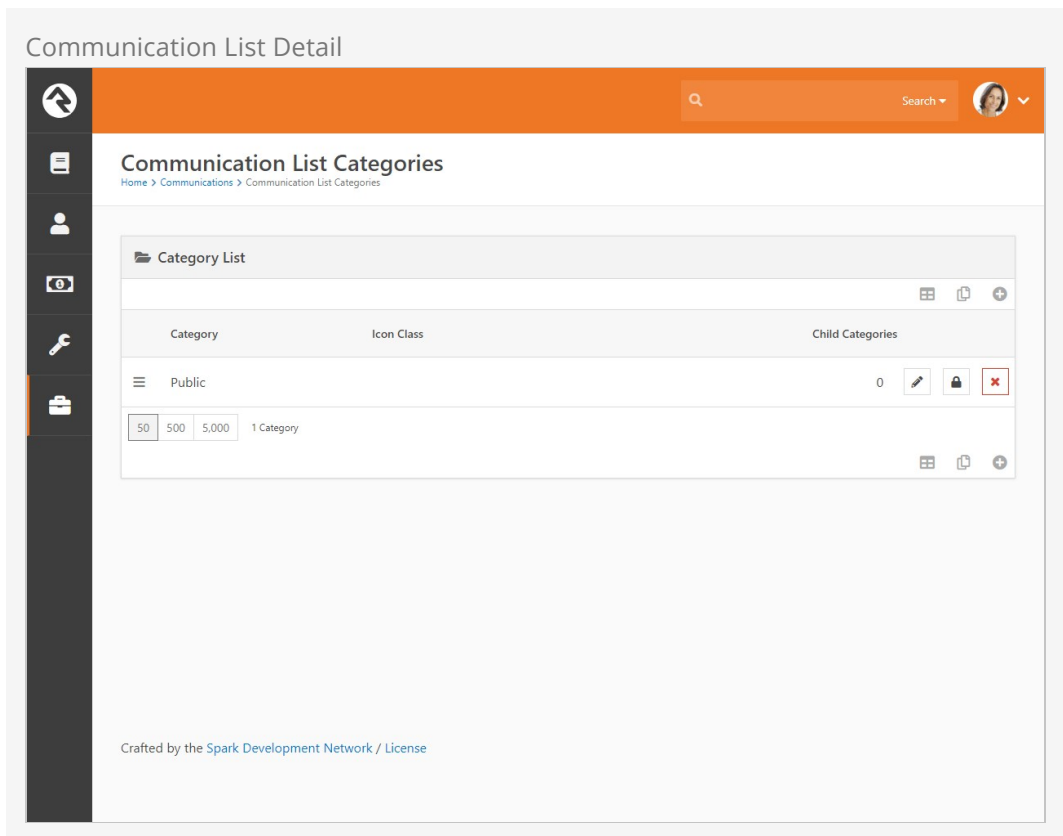 Communication List Detail
Search
Communication List Categories
Home > Communications > Communication List Categories
Category List
Category Icon Class Child Categories
Public 0
50 500 5,000 1 Category
Crafted by the Spark Development Network / License